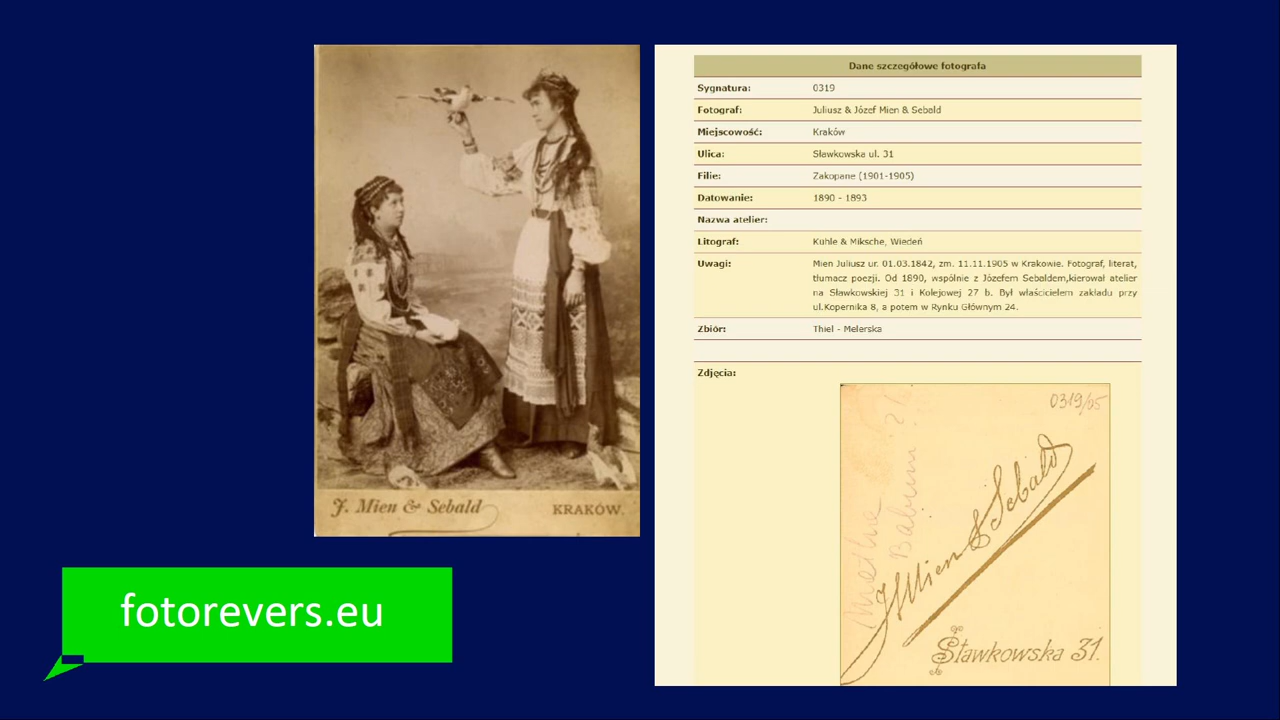 J. Mien & Sebald
KRAKÓW.
fotorevers.eu
Dane szczegółowe fotografa
Sygnatura: 0319
Fotograf: Juliusz & Józef Mien & Sebald
Miejscowość: Kraków
Ulica: Sławkowska ul. 31
Filie: Zakopane (1901-1905)
Datowanie: 1890 - 1893
Nazwa atelier:
Litograf: Kuhle & Miksche, Wiedeń
Uwagi: Mien Juliusz ur. 01.03.1842, zm. 11.11.1905 w Krakowie. Fotograf, literat,
tłumacz poezji. Od 1890, wspólnie z Józefem Sebaldem,kierował atelier
na Sławkowskiej 31 i Kolejowej 27 b. Był właścicielem zakładu przy
ul.Kopernika 8, a potem w Rynku Głównym 24.
Zbiór: Thiel - Melerska
Zdjęcia:
0319/05
J Mien & Sebald
Sławkowska 31.